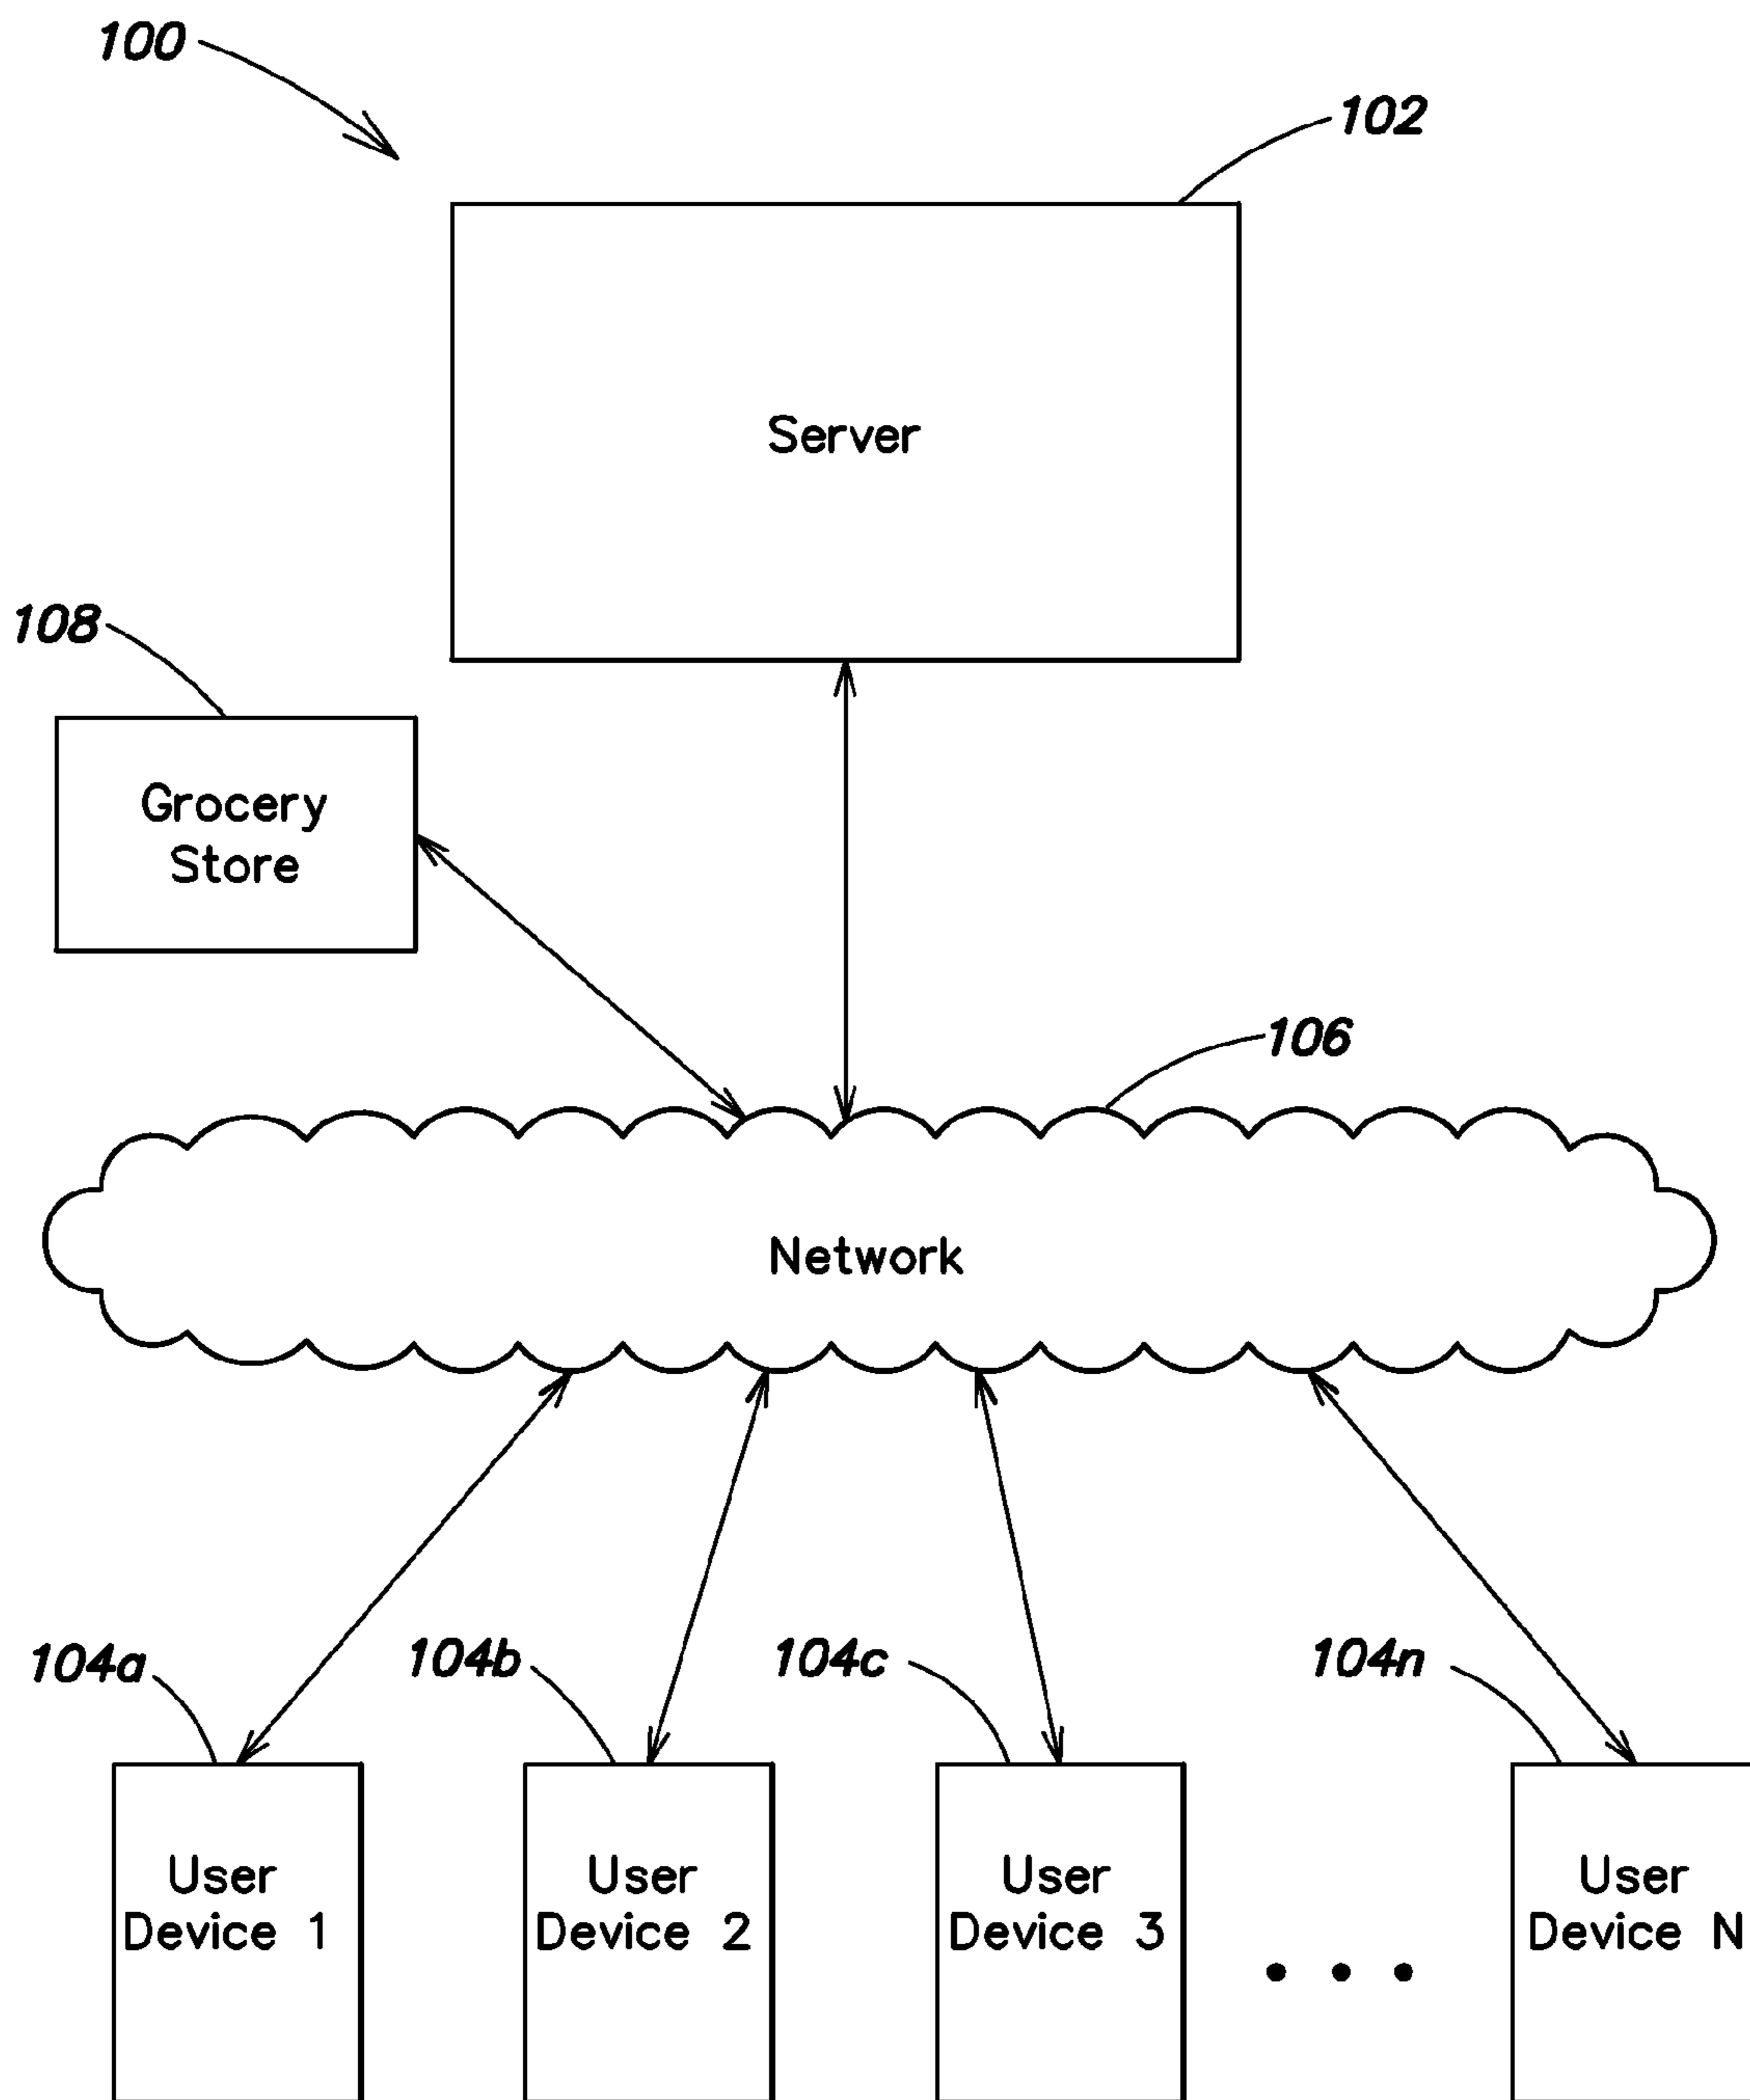 100
102
Server
108
Grocery
Store
106
Network
104a
104b
104c
104n
User
Device 1
User
Device 2
User
Device 3
User
Device N